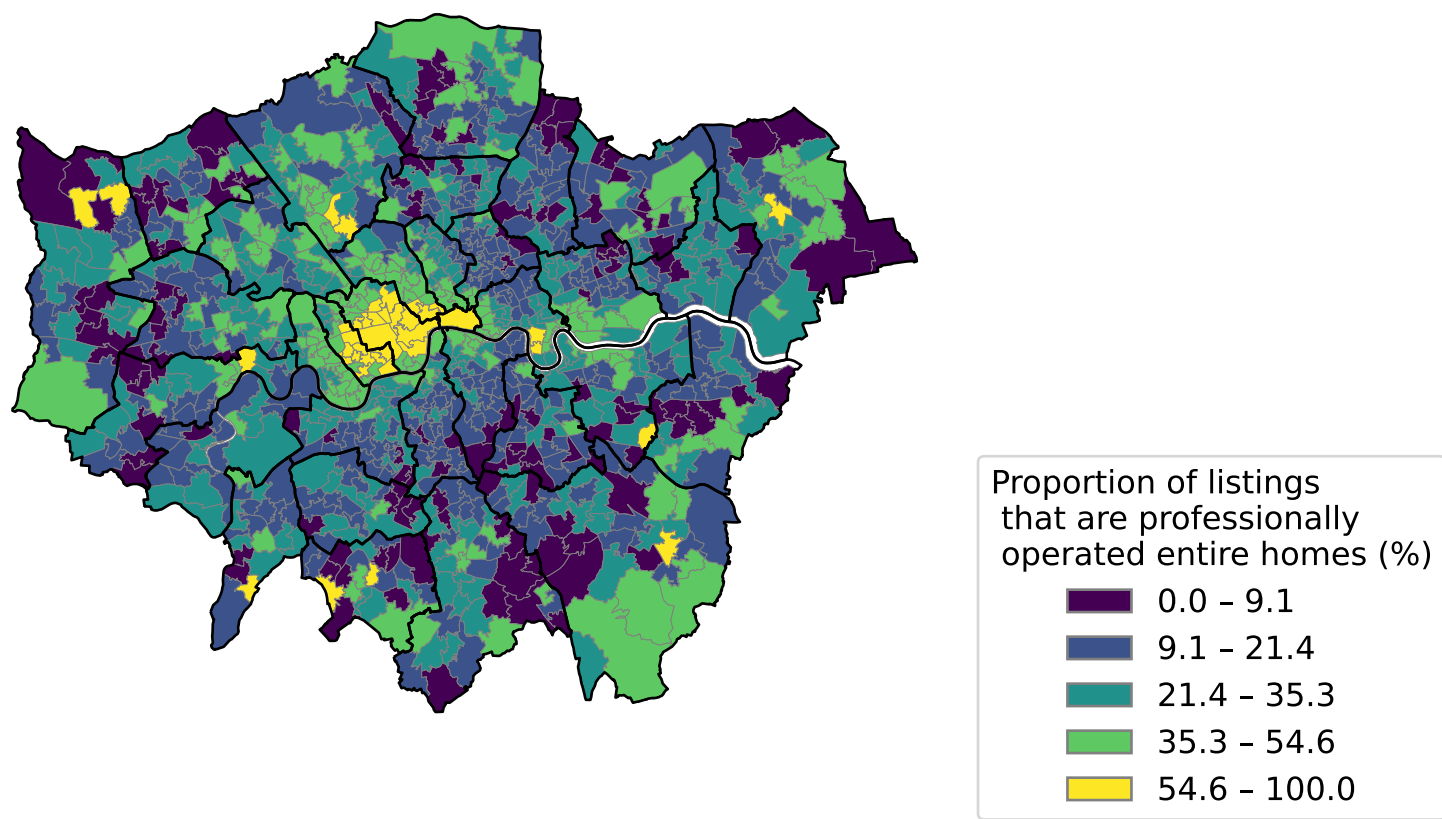 Proportion of listings
that are professionally
operated entire homes (%)
0.0 – 9.1
9.1 – 21.4
21.4 – 35.3
35.3 – 54.6
54.6 – 100.0